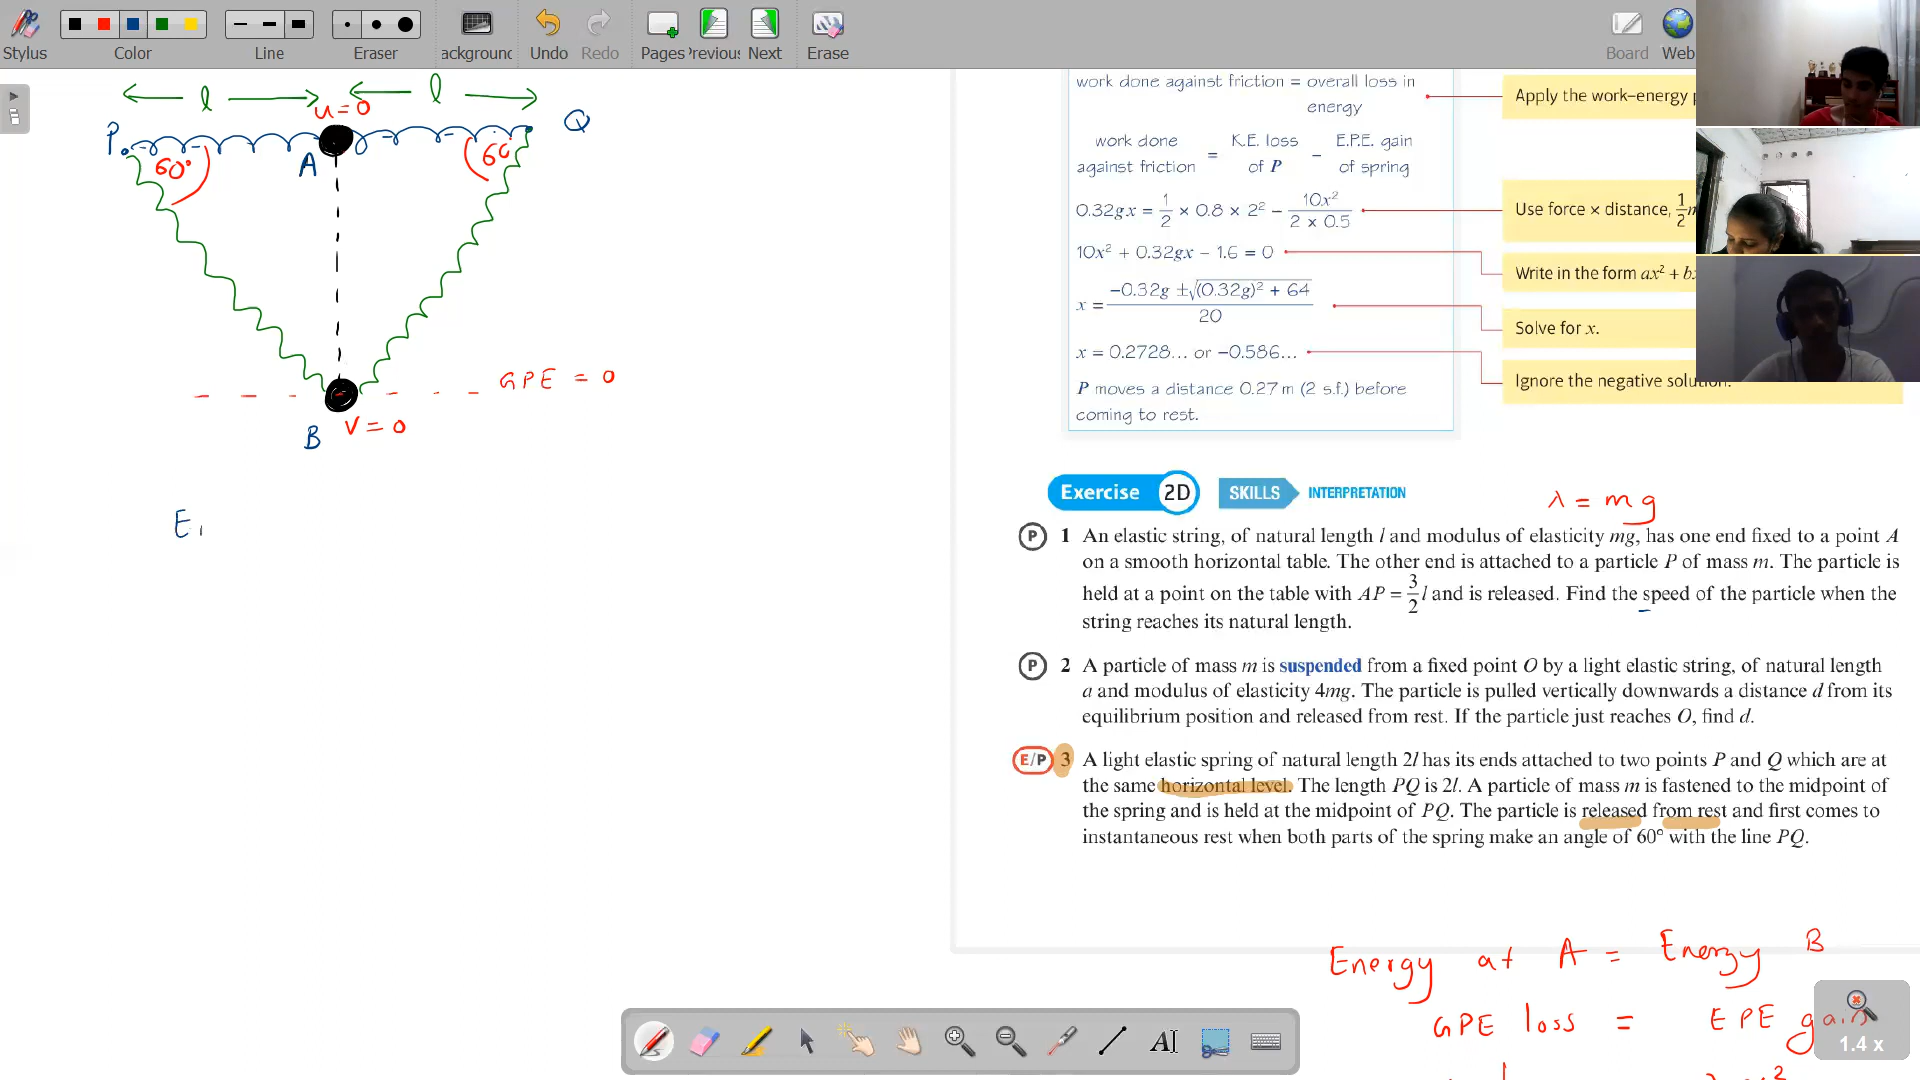 Stylus
Color
Line
Eraser
ackground
Undo
Redo
Pages
Previous
Next
Erase
Board
Web
l
l
u = 0
P
Q
60°
60
A
GPE = 0
V = 0
B
E
work done against friction = overall loss in
energy
work done against friction = K.E. loss of P − E.P.E. gain of spring
0.32gx = 1/2 × 0.8 × 2² − 10x²/(2 × 0.5)
10x² + 0.32gx − 1.6 = 0
x = (−0.32g ±√((0.32g)² + 64))/20
x = 0.2728... or −0.586...
P moves a distance 0.27 m (2 s.f.) before
coming to rest.
Apply the work–energy
Use force × distance, 1/2
Write in the form ax² +
Solve for x.
Ignore the negative solution.
Exercise 2D SKILLS INTERPRETATION
λ = mg
P 1 An elastic string, of natural length l and modulus of elasticity mg, has one end fixed to a point A
on a smooth horizontal table. The other end is attached to a particle P of mass m. The particle is
held at a point on the table with AP = 3/2 l and is released. Find the speed of the particle when the
string reaches its natural length.
P 2 A particle of mass m is suspended from a fixed point O by a light elastic string, of natural length
a and modulus of elasticity 4mg. The particle is pulled vertically downwards a distance d from its
equilibrium position and released from rest. If the particle just reaches O, find d.
E/P 3 A light elastic spring of natural length 2l has its ends attached to two points P and Q which are at
the same horizontal level. The length PQ is 2l. A particle of mass m is fastened to the midpoint of
the spring and is held at the midpoint of PQ. The particle is released from rest and first comes to
instantaneous rest when both parts of the spring make an angle of 60° with the line PQ.
Energy at A = Energy B
GPE loss = EPE gain
1.4 x